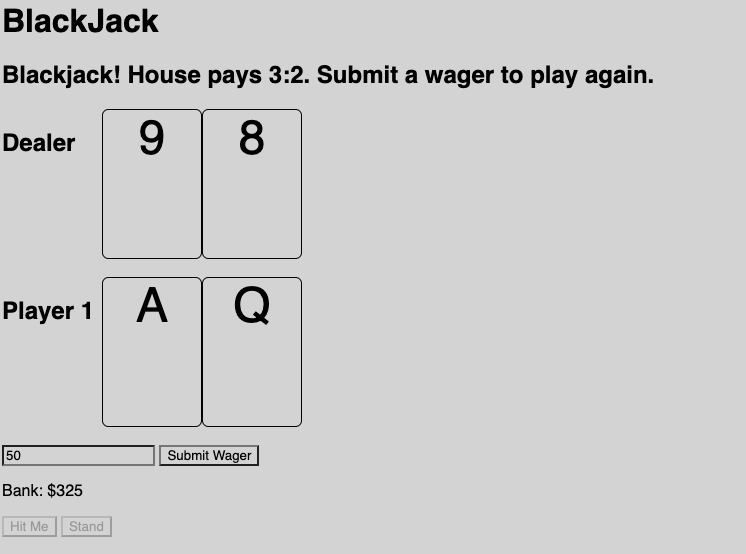 BlackJack
Blackjack! House pays 3:2. Submit a wager to play again.
Dealer 9 8
Player 1 A Q
50 Submit Wager
Bank: $325
Hit Me Stand